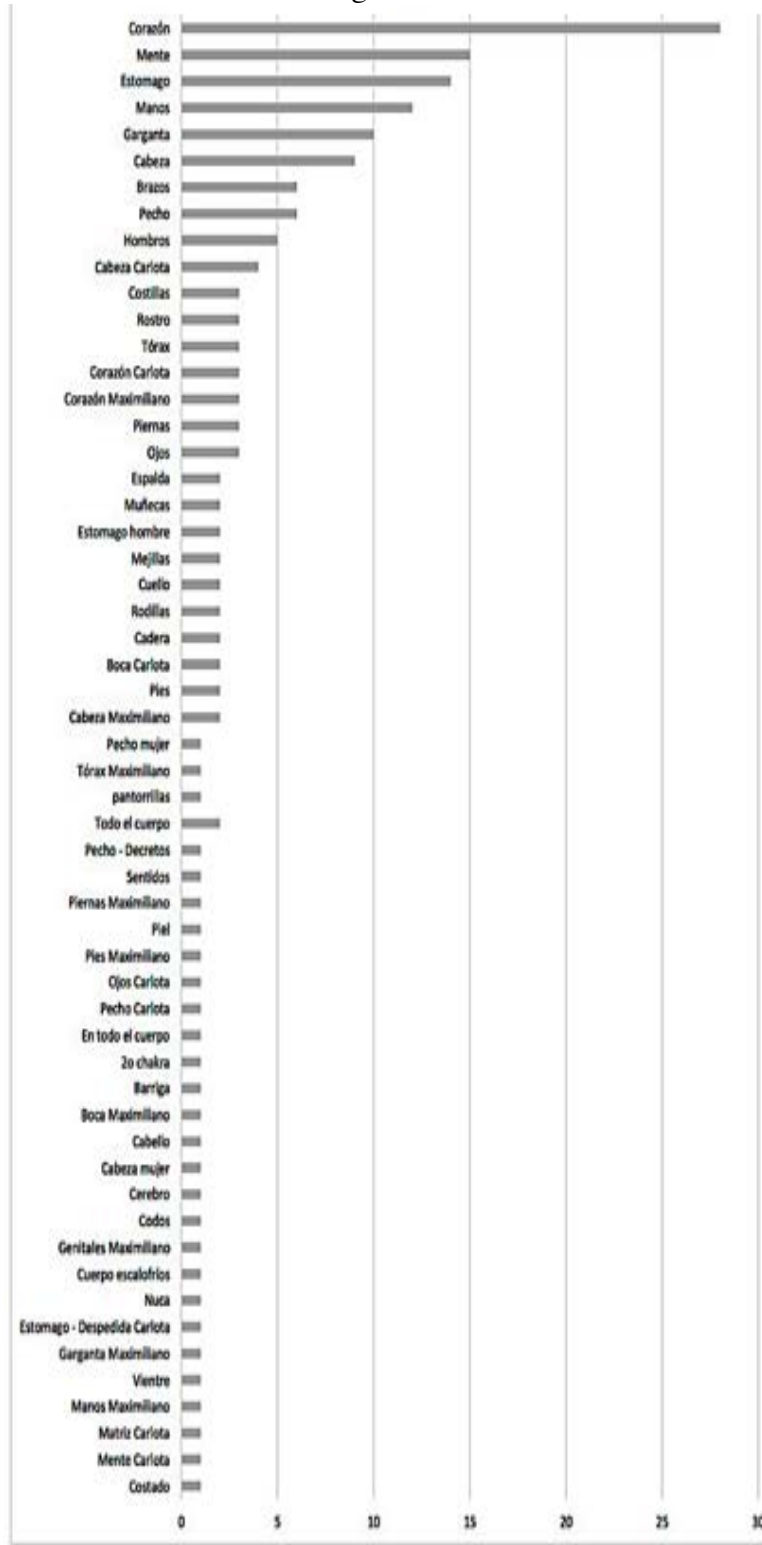 Corazón
Mente
Estomago
Manos
Garganta
Cabeza
Brazos
Pecho
Hombros
Cabeza Carlota
Costillas
Rostro
Tórax
Corazón Carlota
Corazón Maximiliano
Piernas
Ojos
Espalda
Muñecas
Estomago hombre
Mejillas
Cuello
Rodillas
Cadera
Boca Carlota
Pies
Cabeza Maximiliano
Pecho mujer
Tórax Maximiliano
pantorrillas
Todo el cuerpo
Pecho - Decretos
Sentidos
Piernas Maximiliano
Piel
Pies Maximiliano
Ojos Carlota
Pecho Carlota
En todo el cuerpo
2o chakra
Barriga
Boca Maximiliano
Cabello
Cabeza mujer
Cerebro
Codos
Genitales Maximiliano
Cuerpo escalofríos
Nuca
Estomago - Despedida Carlota
Garganta Maximiliano
Vientre
Manos Maximiliano
Matriz Carlota
Mente Carlota
Costado
0 5 10 15 20 25 30